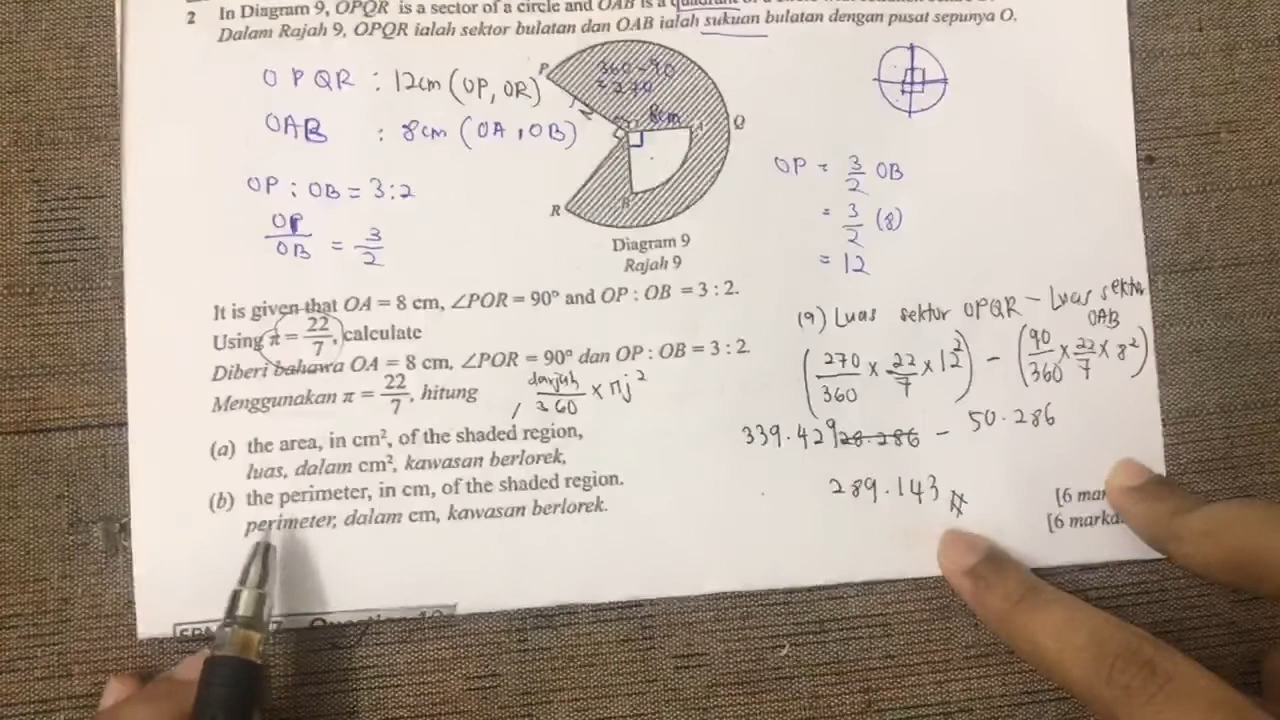 2 In Diagram 9, OPQR is a sector of a circle and OAB is a quadrant
Dalam Rajah 9, OPQR ialah sektor bulatan dan OAB ialah sukuan bulatan dengan pusat sepunya O.
OPQR : 12cm (OP, OR)
OAB : 8cm (OA, OB)
OP : OB = 3:2
OP/OB = 3/2
P
360-90
= 270
8cm
Q
R
B
Diagram 9
Rajah 9
OP = 3/2 OB
= 3/2 (8)
= 12
It is given that OA = 8 cm, ∠POR = 90° and OP : OB = 3 : 2.
Using π = 22/7, calculate
Diberi bahawa OA = 8 cm, ∠POR = 90° dan OP : OB = 3 : 2.
Menggunakan π = 22/7, hitung
darjah/360 × πj²
(a) the area, in cm², of the shaded region,
luas, dalam cm², kawasan berlorek,
(b) the perimeter, in cm, of the shaded region.
perimeter, dalam cm, kawasan berlorek.
(a) Luas sektor OPQR - Luas sektor OAB
(270/360 × 22/7 × 12²) - (90/360 × 22/7 × 8²)
339.429 28.286 - 50.286
289.143
[6 mar
[6 marka